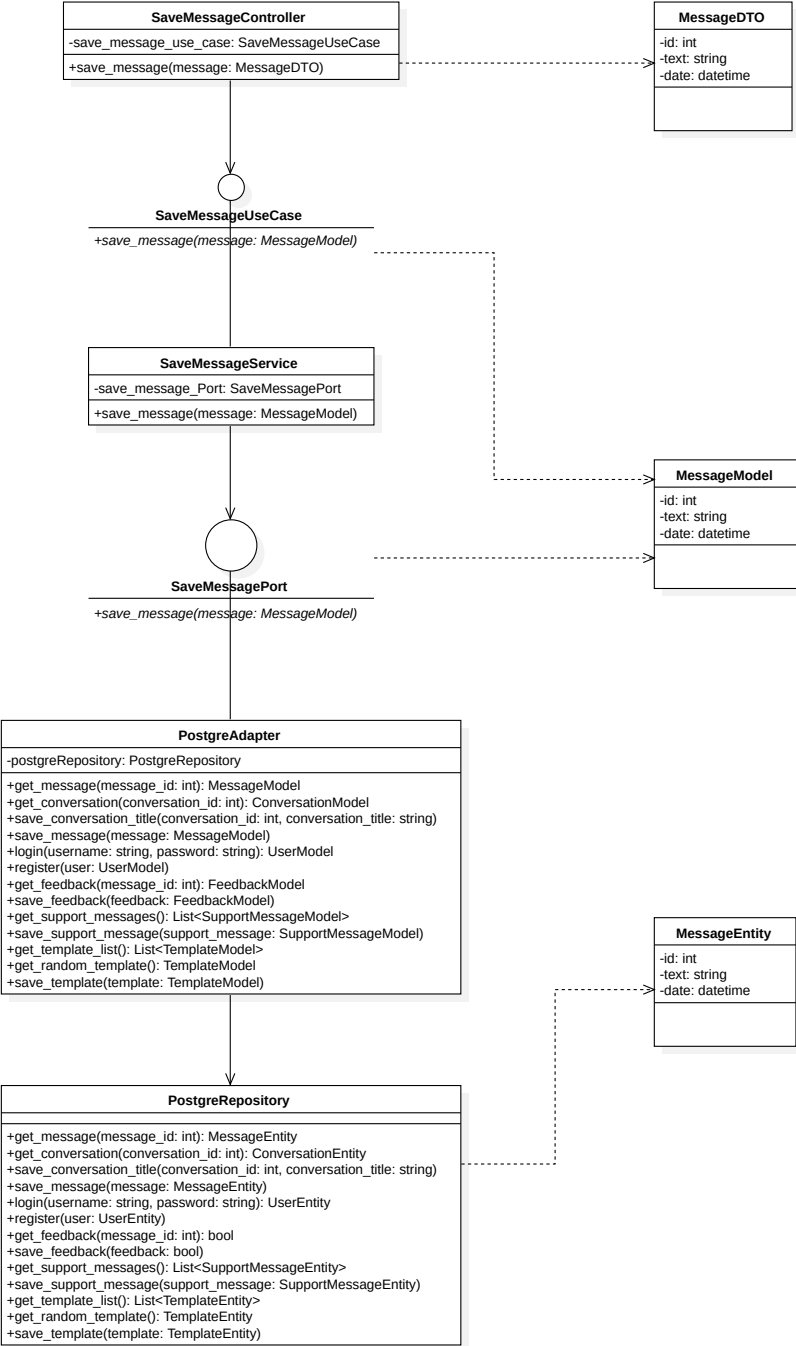 SaveMessageController
-save_message_use_case: SaveMessageUseCase
+save_message(message: MessageDTO)
MessageDTO
-id: int
-text: string
-date: datetime
SaveMessageUseCase
+save_message(message: MessageModel)
SaveMessageService
-save_message_Port: SaveMessagePort
+save_message(message: MessageModel)
MessageModel
-id: int
-text: string
-date: datetime
SaveMessagePort
+save_message(message: MessageModel)
PostgreAdapter
-postgreRepository: PostgreRepository
+get_message(message_id: int): MessageModel
+get_conversation(conversation_id: int): ConversationModel
+save_conversation_title(conversation_id: int, conversation_title: string)
+save_message(message: MessageModel)
+login(username: string, password: string): UserModel
+register(user: UserModel)
+get_feedback(message_id: int): FeedbackModel
+save_feedback(feedback: FeedbackModel)
+get_support_messages(): List<SupportMessageModel>
+save_support_message(support_message: SupportMessageModel)
+get_template_list(): List<TemplateModel>
+get_random_template(): TemplateModel
+save_template(template: TemplateModel)
MessageEntity
-id: int
-text: string
-date: datetime
PostgreRepository
+get_message(message_id: int): MessageEntity
+get_conversation(conversation_id: int): ConversationEntity
+save_conversation_title(conversation_id: int, conversation_title: string)
+save_message(message: MessageEntity)
+login(username: string, password: string): UserEntity
+register(user: UserEntity)
+get_feedback(message_id: int): bool
+save_feedback(feedback: bool)
+get_support_messages(): List<SupportMessageEntity>
+save_support_message(support_message: SupportMessageEntity)
+get_template_list(): List<TemplateEntity>
+get_random_template(): TemplateEntity
+save_template(template: TemplateEntity)